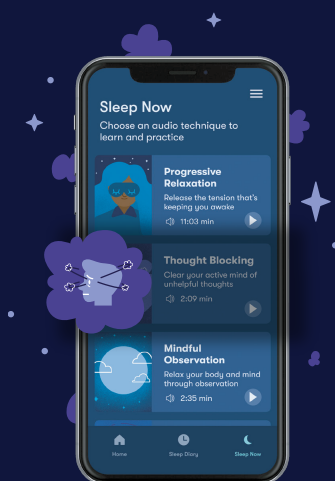 Sleep Now
Choose an audio technique to
learn and practice
Progressive
Relaxation
Release the tension that's
keeping you awake
11:03 min
Thought Blocking
Clear your active mind of
unhelpful thoughts
2:09 min
Mindful
Observation
Relax your body and mind
through observation
2:35 min
Home
Sleep Diary
Sleep Now